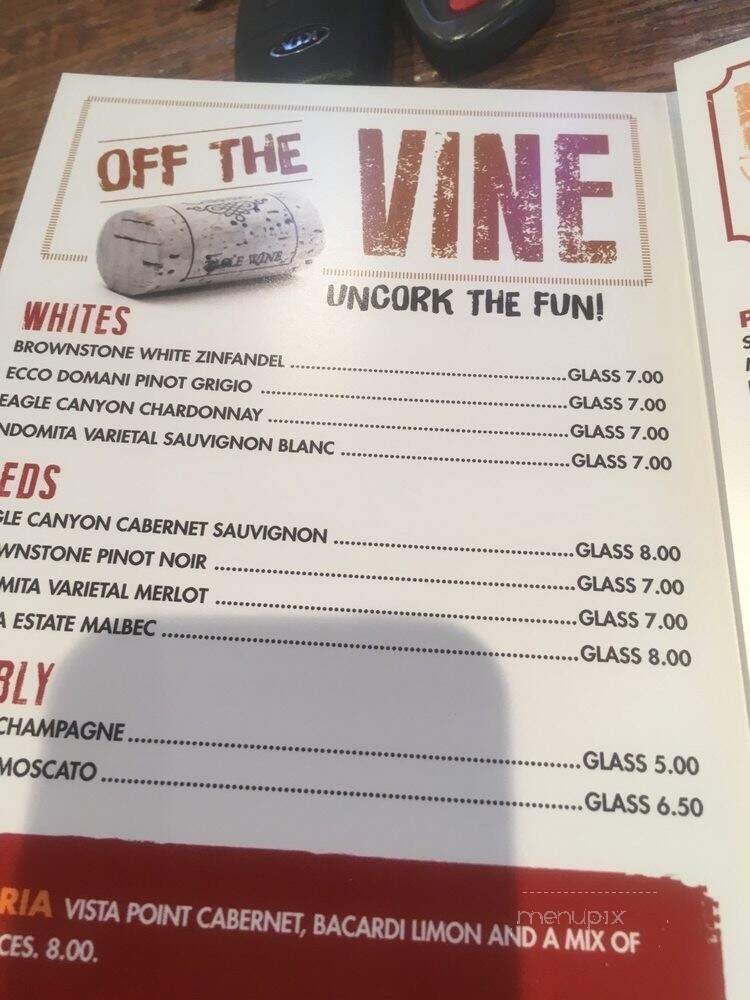 KIA
OFF THE VINE
EAGLE WINE
UNCORK THE FUN!
WHITES
BROWNSTONE WHITE ZINFANDEL GLASS 7.00
ECCO DOMANI PINOT GRIGIO GLASS 7.00
EAGLE CANYON CHARDONNAY GLASS 7.00
NDOMITA VARIETAL SAUVIGNON BLANC GLASS 7.00
EDS
GLE CANYON CABERNET SAUVIGNON GLASS 8.00
WNSTONE PINOT NOIR GLASS 7.00
MITA VARIETAL MERLOT GLASS 7.00
A ESTATE MALBEC GLASS 8.00
BLY
CHAMPAGNE GLASS 5.00
MOSCATO GLASS 6.50
RIA VISTA POINT CABERNET, BACARDI LIMON AND A MIX OF
CES. 8.00.
menupix